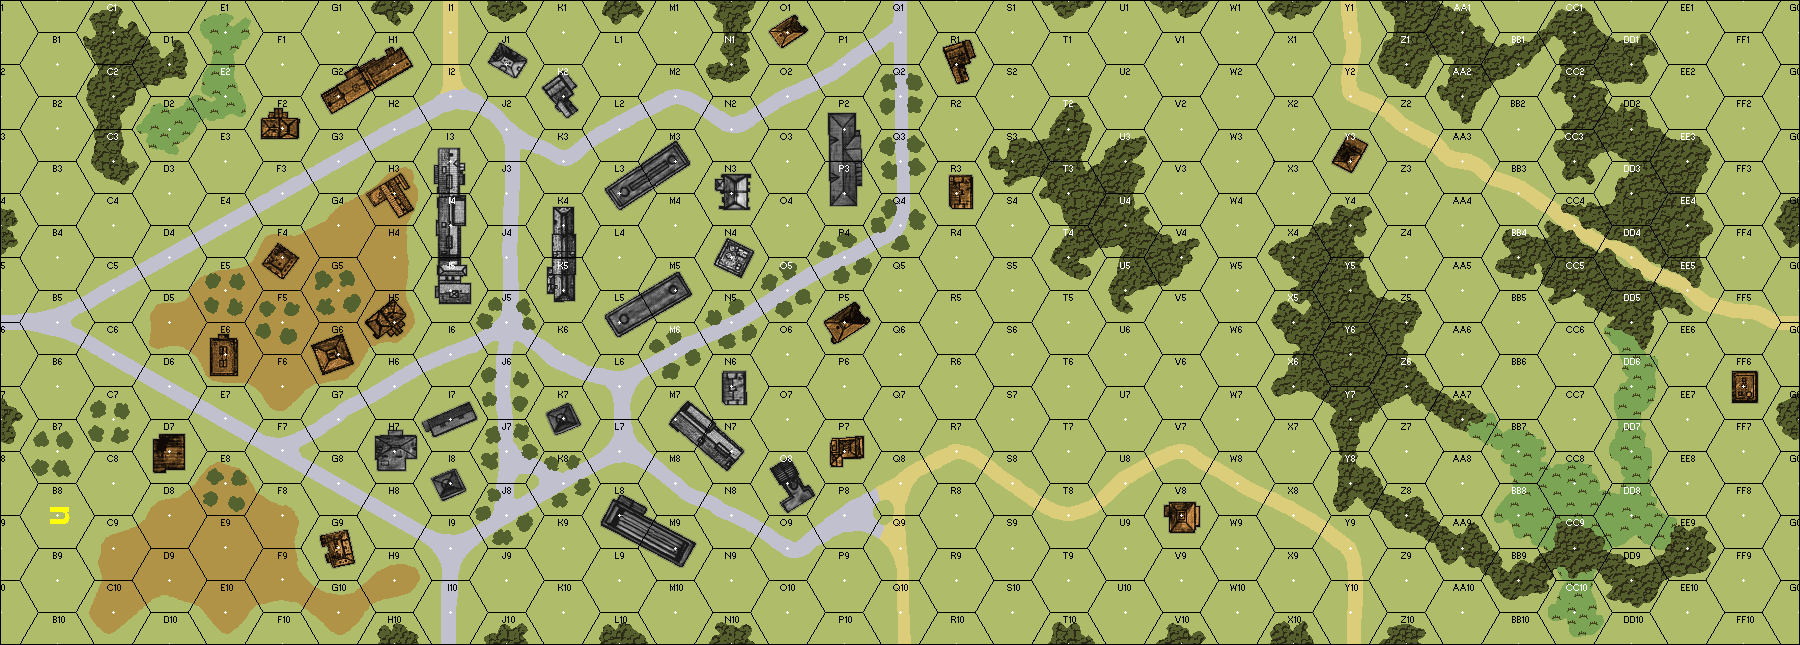 C1 E1 G1 I1 K1 M1 O1 Q1 S1 U1 W1 Y1 AA1 CC1 EE1
B1 D1 F1 H1 J1 L1 N1 P1 R1 T1 V1 X1 Z1 BB1 DD1 FF1
C2 E2 G2 I2 K2 M2 O2 Q2 S2 U2 W2 Y2 AA2 CC2 EE2
B2 D2 F2 H2 J2 L2 N2 P2 R2 T2 V2 X2 Z2 BB2 DD2 FF2
C3 E3 G3 I3 K3 M3 O3 Q3 S3 U3 W3 Y3 AA3 CC3 EE3
B3 D3 F3 H3 J3 L3 N3 P3 R3 T3 V3 X3 Z3 BB3 DD3 FF3
C4 E4 G4 I4 K4 M4 O4 Q4 S4 U4 W4 Y4 AA4 CC4 EE4
B4 D4 F4 H4 J4 L4 N4 P4 R4 T4 V4 X4 Z4 BB4 DD4 FF4
C5 E5 G5 K5 M5 O5 Q5 S5 U5 W5 Y5 AA5 CC5 EE5
B5 D5 F5 H5 J5 L5 N5 P5 R5 T5 V5 X5 Z5 BB5 DD5 FF5
C6 E6 G6 I6 K6 M6 O6 Q6 S6 U6 W6 Y6 AA6 CC6 EE6
B6 D6 F6 H6 J6 L6 N6 P6 R6 T6 V6 X6 Z6 BB6 DD6 FF6
C7 E7 G7 I7 K7 M7 O7 Q7 S7 U7 W7 Y7 AA7 CC7 EE7
B7 D7 F7 H7 J7 L7 N7 P7 R7 T7 V7 X7 Z7 BB7 DD7 FF7
C8 E8 G8 I8 K8 M8 O8 Q8 S8 U8 W8 Y8 AA8 CC8 EE8
B8 D8 F8 H8 J8 L8 N8 P8 R8 T8 V8 X8 Z8 BB8 DD8 FF8
C9 E9 G9 I9 K9 M9 O9 Q9 S9 U9 W9 Y9 AA9 CC9 EE9
B9 D9 F9 H9 J9 L9 N9 P9 R9 T9 V9 X9 Z9 BB9 DD9 FF9
C10 E10 G10 I10 K10 M10 O10 Q10 S10 U10 W10 Y10 AA10 CC10 EE10
B10 D10 F10 H10 J10 L10 N10 P10 R10 T10 V10 X10 Z10 BB10 DD10 FF10